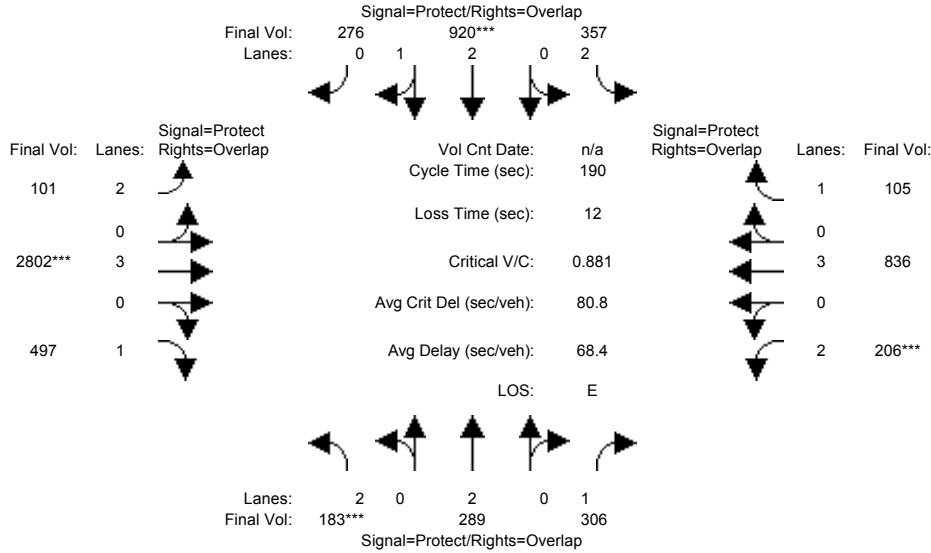 Signal=Protect/Rights=Overlap
Final Vol: 276 920*** 357
Lanes: 0 1 2 0 2
Signal=Protect Signal=Protect
Final Vol: Lanes: Rights=Overlap Vol Cnt Date: n/a Rights=Overlap Lanes: Final Vol:
Cycle Time (sec): 190
101 2 1 105
Loss Time (sec): 12
0 0
2802*** 3 Critical V/C: 0.881 3 836
0 Avg Crit Del (sec/veh): 80.8 0
497 1 Avg Delay (sec/veh): 68.4 2 206***
LOS: E
Lanes: 2 0 2 0 1
Final Vol: 183*** 289 306
Signal=Protect/Rights=Overlap